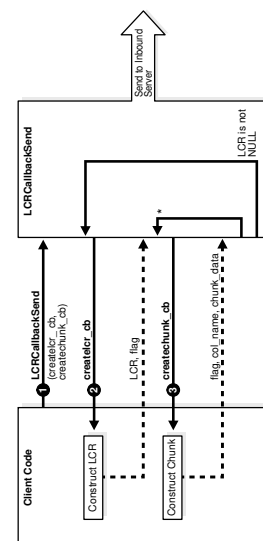 Client Code
LCRCallbackSend
Send to Inbound
Server
1
LCRCallbackSend
(createlcr_cb,
createchunk_cb)
2
createlcr_cb
Construct LCR
LCR, flag
3
createchunk_cb
Construct Chunk
flag, col_name, chunk_data
*
LCR is not
NULL